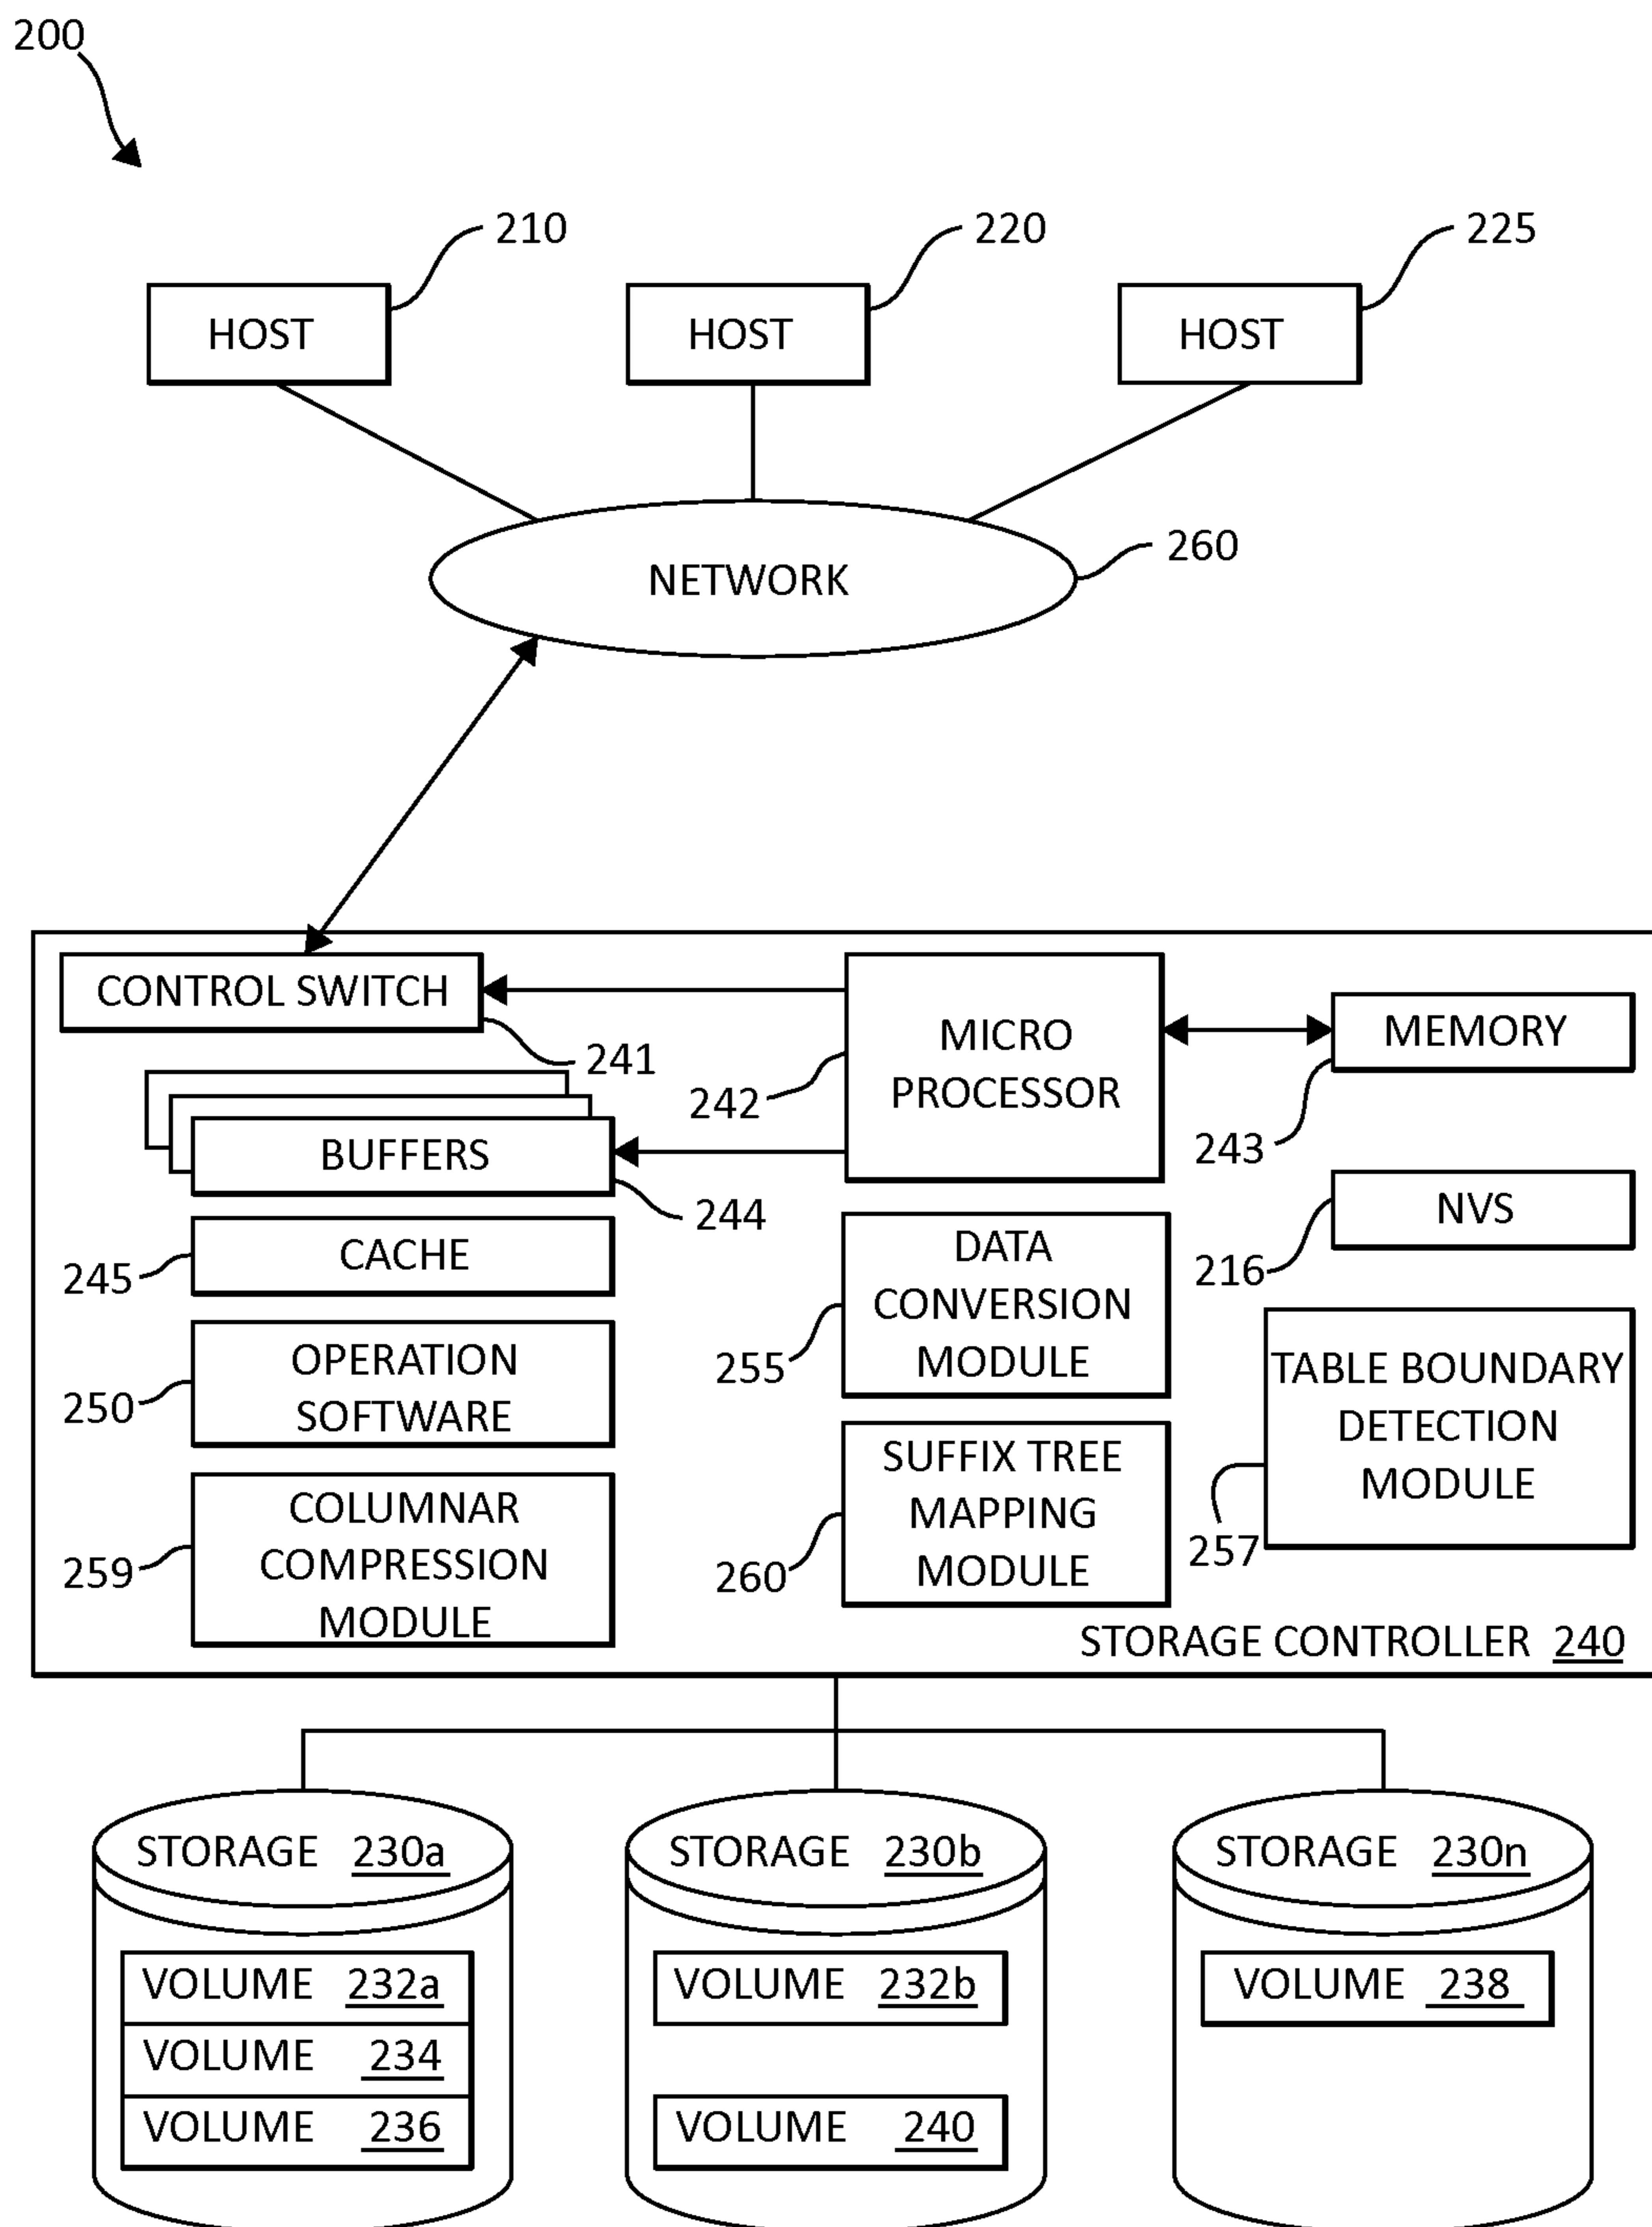 200
210
220
225
HOST
HOST
HOST
260
NETWORK
CONTROL SWITCH
241
MICRO
PROCESSOR
242
MEMORY
243
BUFFERS
244
NVS
216
CACHE
245
DATA
CONVERSION
MODULE
255
OPERATION
SOFTWARE
250
TABLE BOUNDARY
DETECTION
MODULE
257
COLUMNAR
COMPRESSION
MODULE
259
SUFFIX TREE
MAPPING
MODULE
260
STORAGE CONTROLLER 240
STORAGE 230a
STORAGE 230b
STORAGE 230n
VOLUME 232a
VOLUME 234
VOLUME 236
VOLUME 232b
VOLUME 240
VOLUME 238